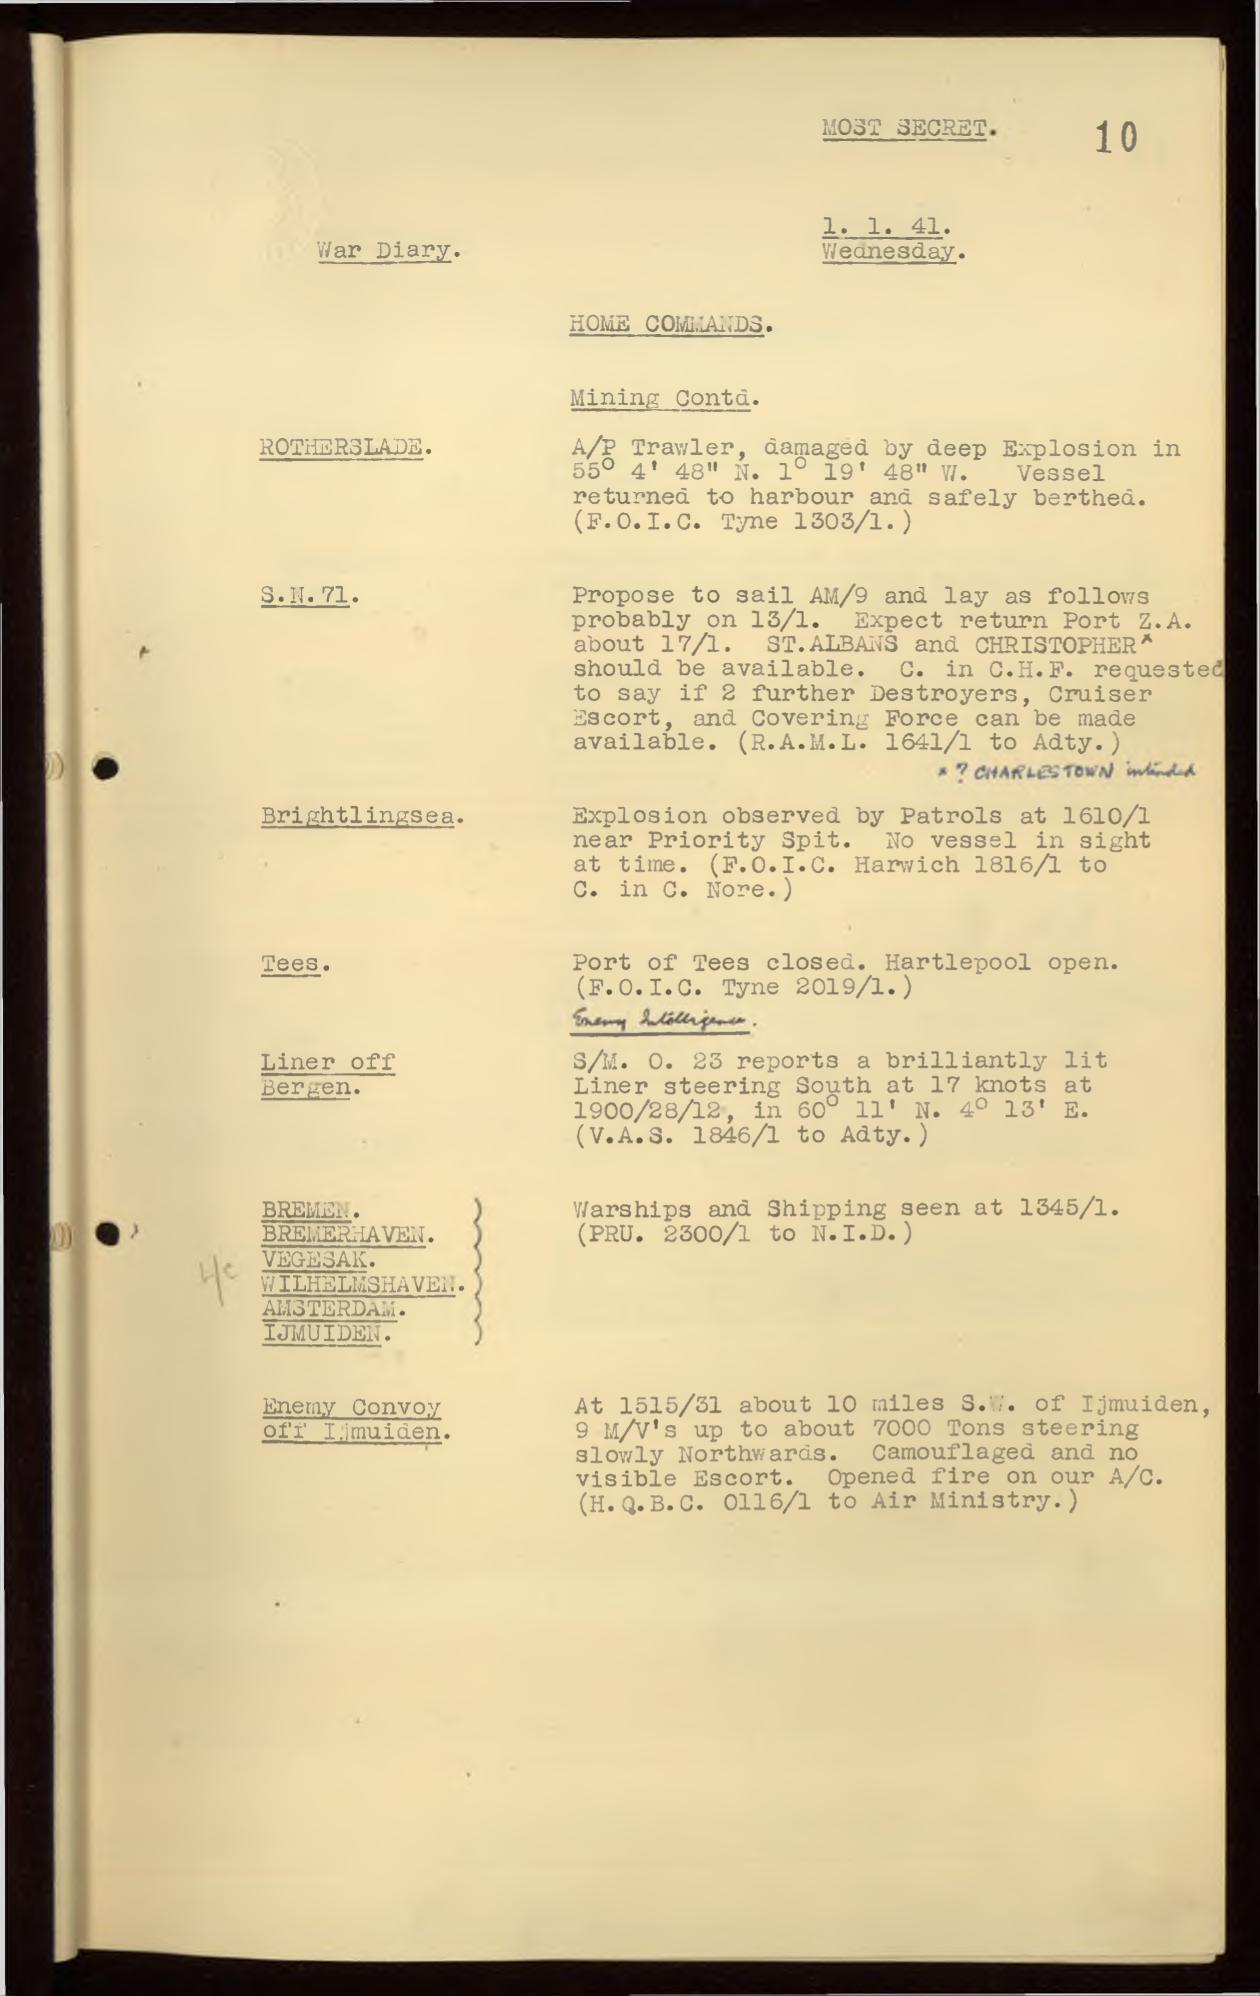 MOST SECRET.
10
1. 1. 41.
War Diary.
Wednesday.
HOME COMMANDS.
Mining Contd.
ROTHERSLADE.
A/P Trawler, damaged by deep Explosion in
55° 4' 48" N. 1° 19' 48" W. Vessel
returned to harbour and safely berthed.
(F.O.I.C. Tyne 1303/1.)
S.N.71.
Propose to sail AM/9 and lay as follows
probably on 13/1. Expect return Port Z.A.
about 17/1. ST.ALBANS and CHRISTOPHER*
should be available. C. in C.H.F. requested
to say if 2 further Destroyers, Cruiser
Escort, and Covering Force can be made
available. (R.A.M.L. 1641/1 to Adty.)
* ? CHARLESTOWN intended
Brightlingsea.
Explosion observed by Patrols at 1610/1
near Priority Spit. No vessel in sight
at time. (F.O.I.C. Harwich 1816/1 to
C. in C. Nore.)
Tees.
Port of Tees closed. Hartlepool open.
(F.O.I.C. Tyne 2019/1.)
Enemy Intelligence.
Liner off
Bergen.
S/M. O. 23 reports a brilliantly lit
Liner steering South at 17 knots at
1900/28/12, in 60° 11' N. 4° 13' E.
(V.A.S. 1846/1 to Adty.)
BREMEN.
BREMERHAVEN.
VEGESAK.
WILHELMSHAVEN.
AMSTERDAM.
IJMUIDEN.
Warships and Shipping seen at 1345/1.
(PRU. 2300/1 to N.I.D.)
Enemy Convoy
off Ijmuiden.
At 1515/31 about 10 miles S.W. of Ijmuiden,
9 M/V's up to about 7000 Tons steering
slowly Northwards. Camouflaged and no
visible Escort. Opened fire on our A/C.
(H.Q.B.C. 0116/1 to Air Ministry.)